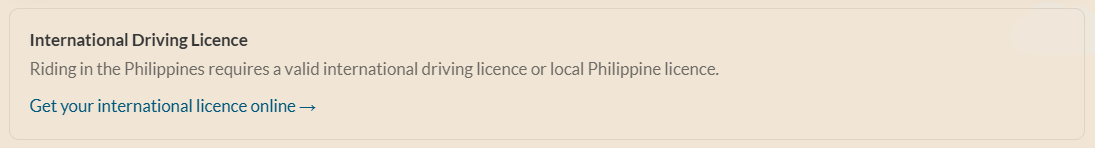 International Driving Licence
Riding in the Philippines requires a valid international driving licence or local Philippine licence.
Get your international licence online →